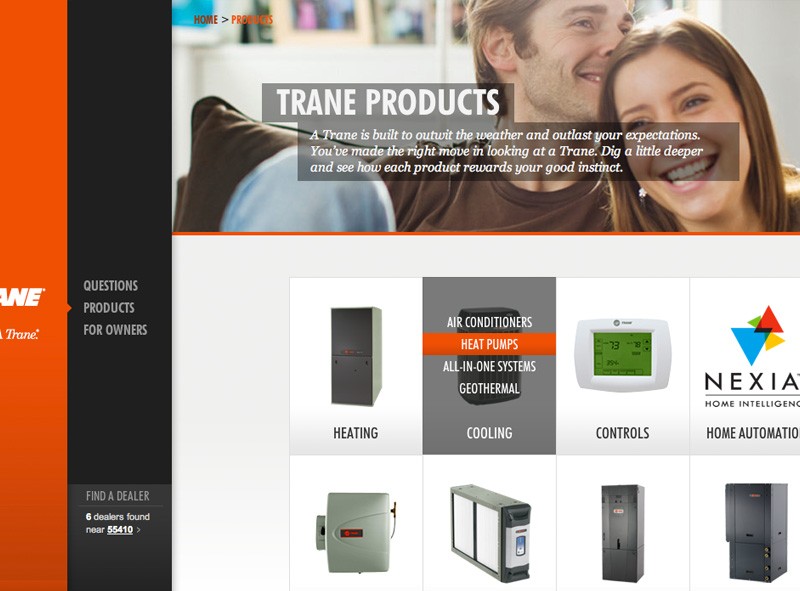 HOME > PRODUCTS
TRANE PRODUCTS
A Trane is built to outwit the weather and outlast your expectations.
You've made the right move in looking at a Trane. Dig a little deeper
and see how each product rewards your good instinct.
ANE®
A Trane.®
QUESTIONS
PRODUCTS
FOR OWNERS
FIND A DEALER
6 dealers found
near 55410 >
AIR CONDITIONERS
HEAT PUMPS
ALL-IN-ONE SYSTEMS
GEOTHERMAL
HEATING
COOLING
TRANE
73
78
CONTROLS
NEXIA
HOME INTELLIGENC
HOME AUTOMATIO